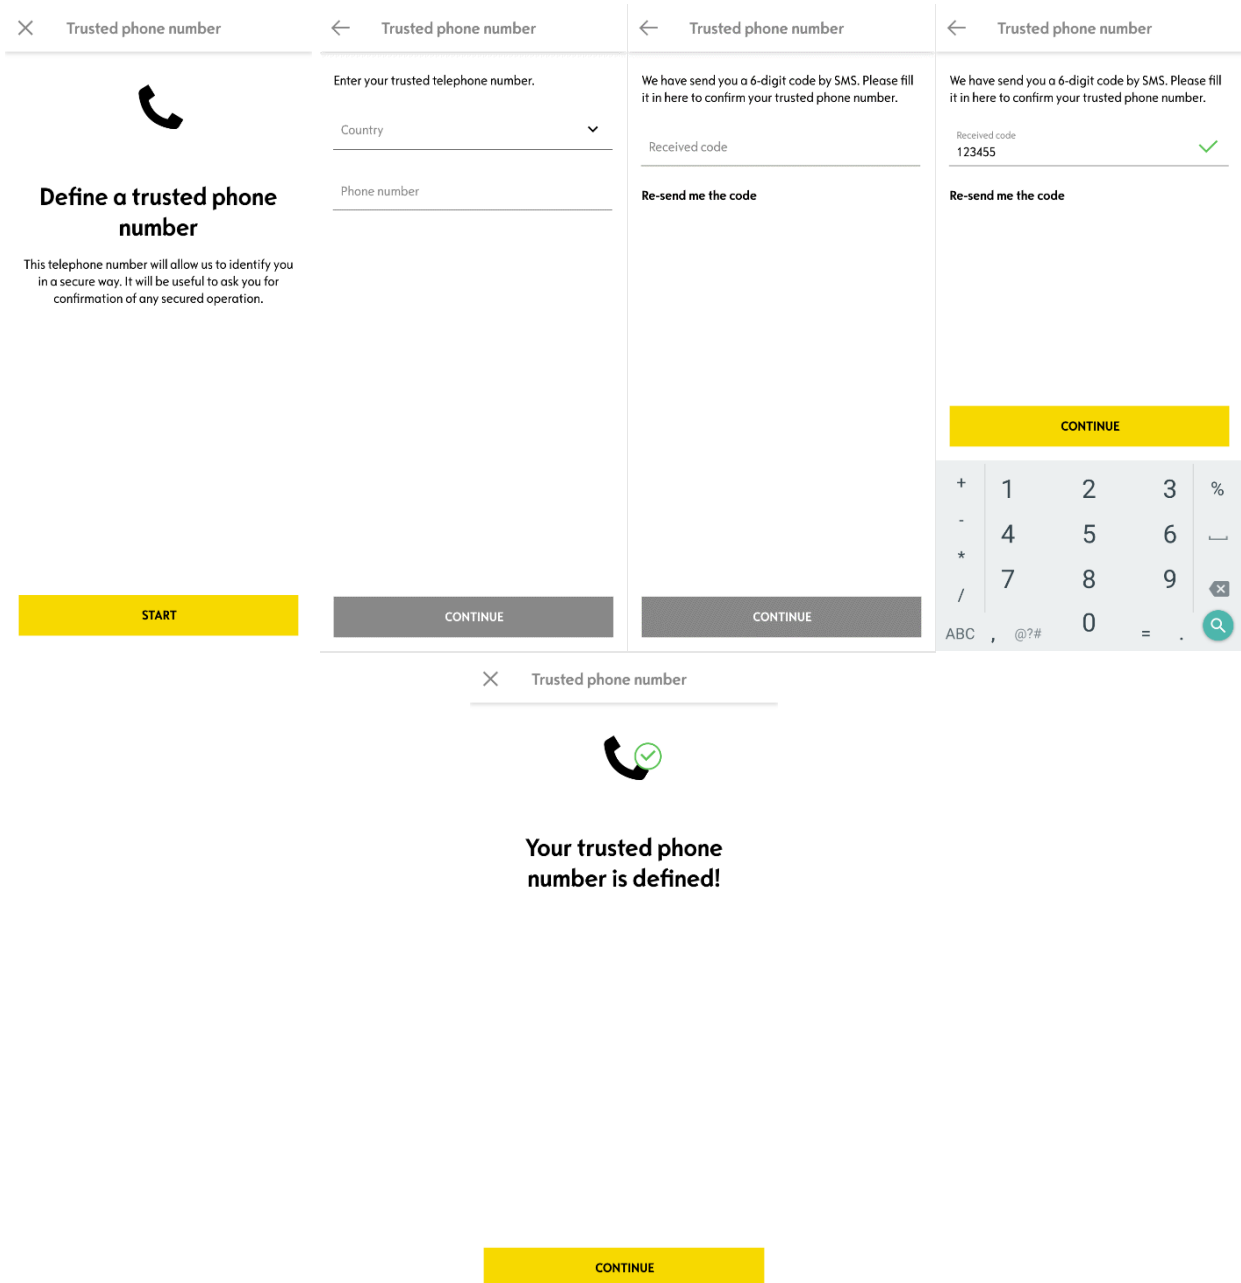 Trusted phone number
Define a trusted phone
number
This telephone number will allow us to identify you
in a secure way. It will be useful to ask you for
confirmation of any secured operation.
START
Trusted phone number
Enter your trusted telephone number.
Country
Phone number
CONTINUE
Trusted phone number
We have send you a 6-digit code by SMS. Please fill
it in here to confirm your trusted phone number.
Received code
Re-send me the code
CONTINUE
Trusted phone number
We have send you a 6-digit code by SMS. Please fill
it in here to confirm your trusted phone number.
Received code
123455
Re-send me the code
CONTINUE
+ 1 2 3 %
- 4 5 6
* 7 8 9
/
ABC , @?# 0 = .
Trusted phone number
Your trusted phone
number is defined!
CONTINUE